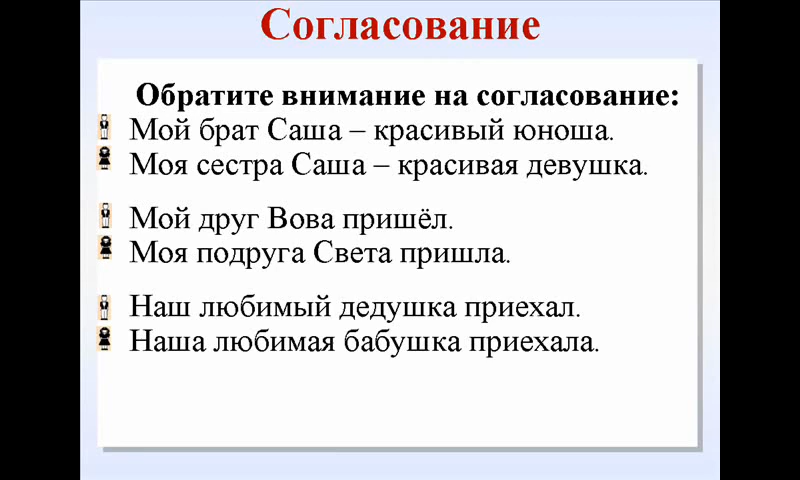 Согласование
Обратите внимание на согласование:
Мой брат Саша – красивый юноша.
Моя сестра Саша – красивая девушка.
Мой друг Вова пришёл.
Моя подруга Света пришла.
Наш любимый дедушка приехал.
Наша любимая бабушка приехала.